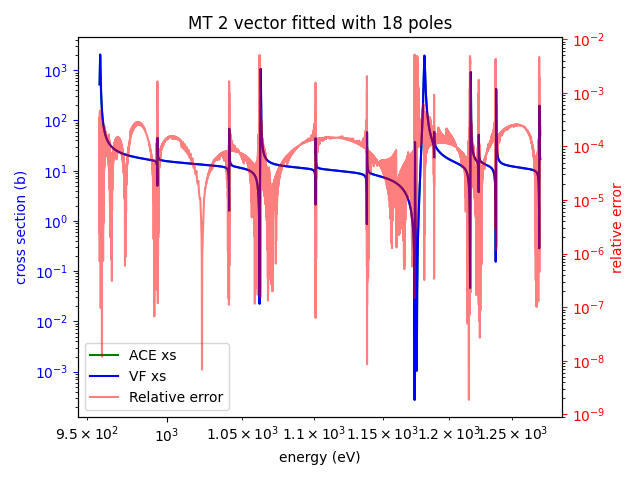 MT 2 vector fitted with 18 poles
cross section (b)
10³
10²
10¹
10⁰
10⁻¹
10⁻²
10⁻³
10⁻²
10⁻³
10⁻⁴
10⁻⁵
10⁻⁶
10⁻⁷
10⁻⁸
10⁻⁹
relative error
ACE xs
VF xs
Relative error
9.5 × 10² 10³ 1.05 × 10³ 1.1 × 10³ 1.15 × 10³ 1.2 × 10³ 1.25 × 10³
energy (eV)